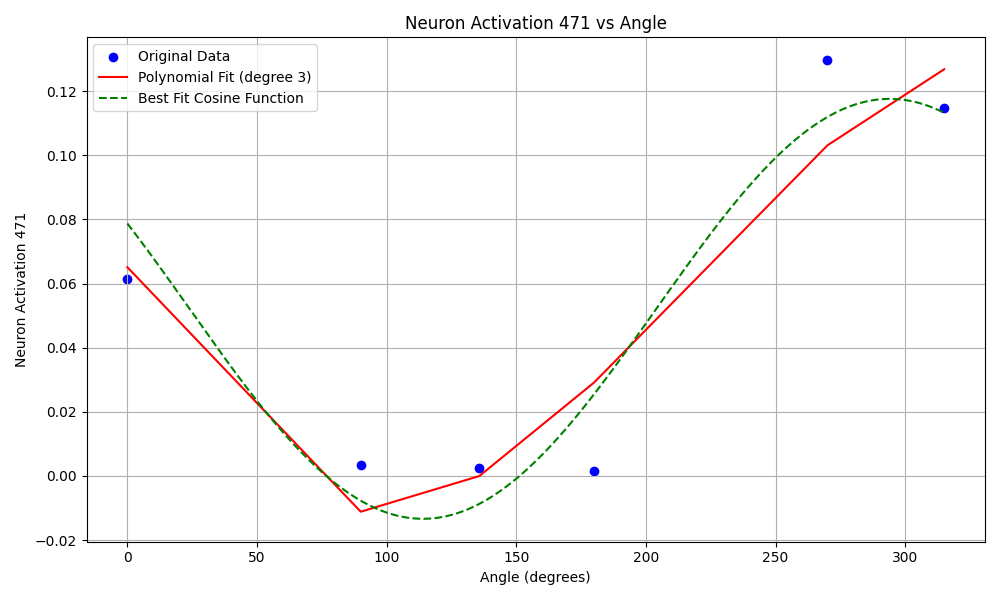 Neuron Activation 471 vs Angle
Original Data
Polynomial Fit (degree 3)
Best Fit Cosine Function
0.12
0.10
0.08
0.06
0.04
0.02
0.00
−0.02
Neuron Activation 471
0 50 100 150 200 250 300
Angle (degrees)